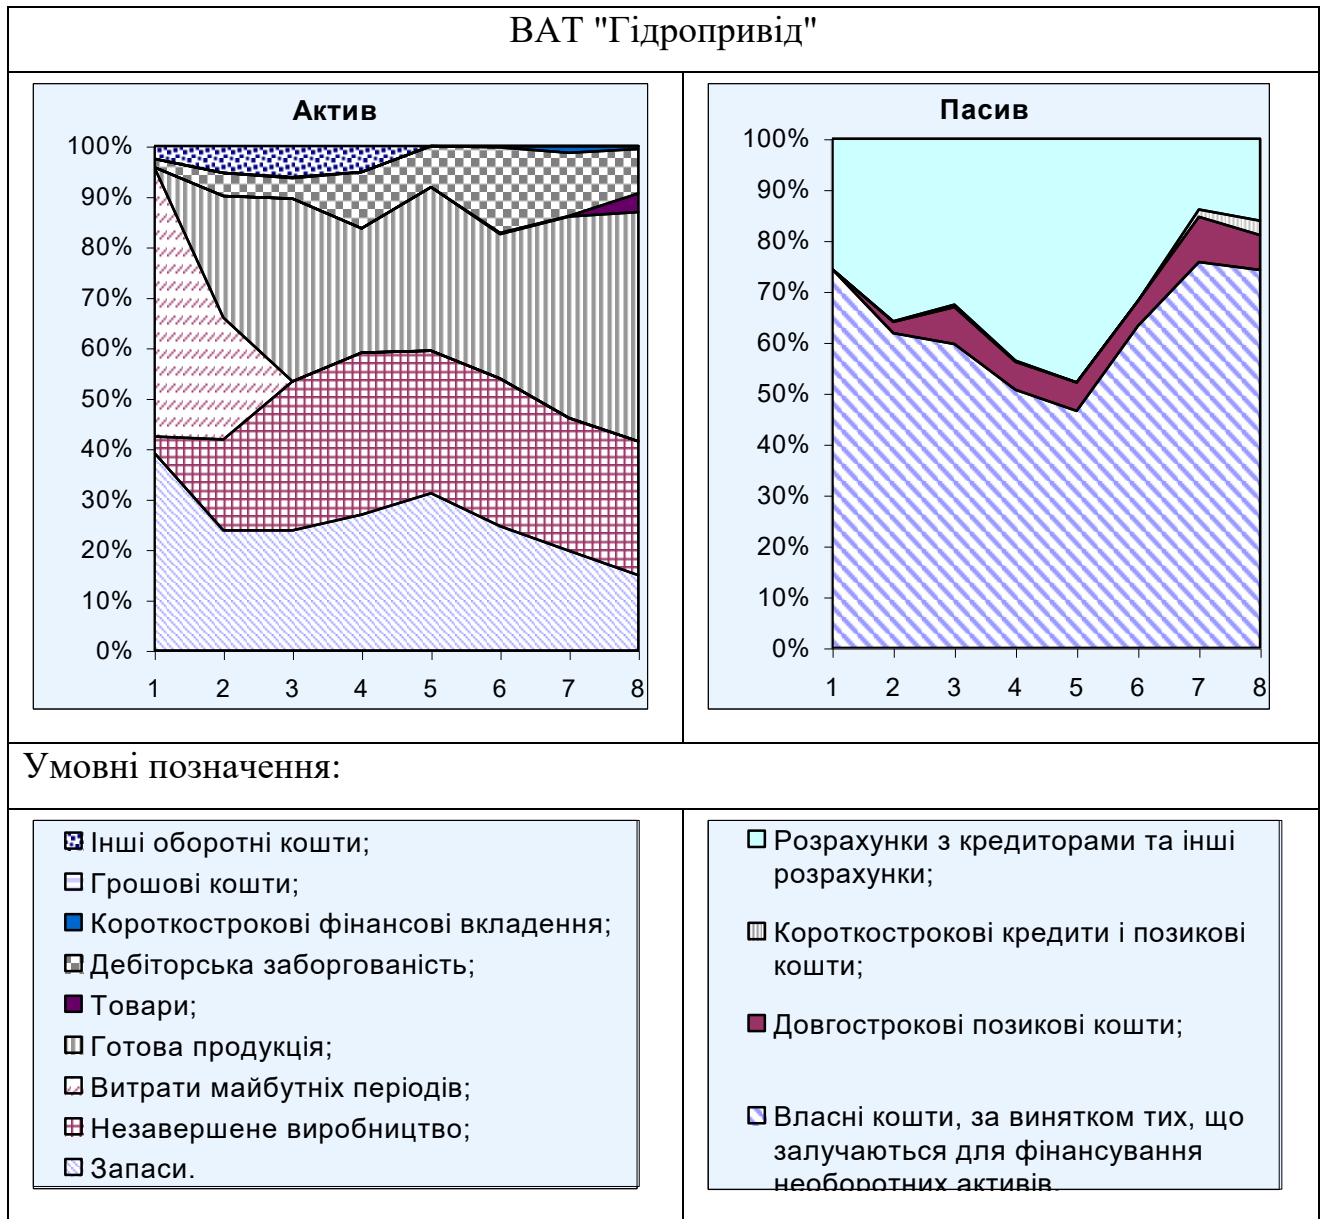 ВАТ "Гідропривід"
Актив
100%
90%
80%
70%
60%
50%
40%
30%
20%
10%
0%
1 2 3 4 5 6 7 8
Пасив
100%
90%
80%
70%
60%
50%
40%
30%
20%
10%
0%
1 2 3 4 5 6 7 8
Умовні позначення:
Інші оборотні кошти;
Грошові кошти;
Короткострокові фінансові вкладення;
Дебіторська заборгованість;
Товари;
Готова продукція;
Витрати майбутніх періодів;
Незавершене виробництво;
Запаси.
Розрахунки з кредиторами та інші
розрахунки;
Короткострокові кредити і позикові
кошти;
Довгострокові позикові кошти;
Власні кошти, за винятком тих, що
залучаються для фінансування
необоротних активів.